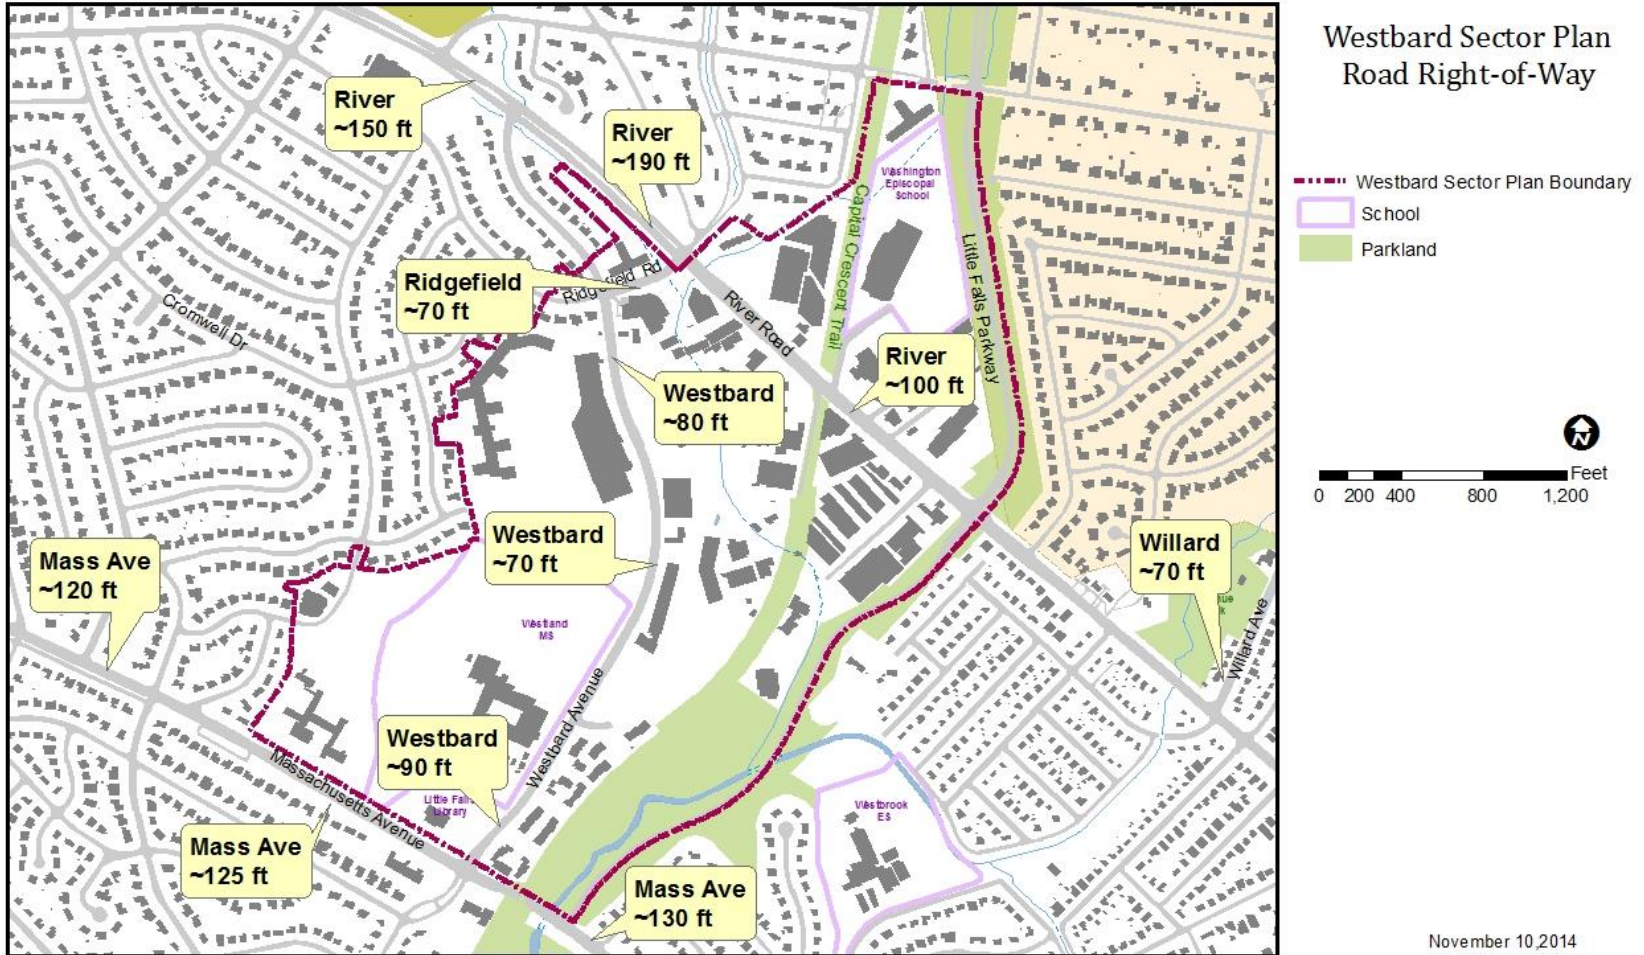 Westbard Sector Plan
Road Right-of-Way
Westbard Sector Plan Boundary
School
Parkland
N
Feet
0 200 400 800 1,200
November 10,2014
River
~150 ft
River
~190 ft
Washington
Episcopal
School
Capital Crescent Trail
Little Falls Parkway
Ridgefield
~70 ft
Ridgefield Rd
River Road
Cromwell Dr
River
~100 ft
Westbard
~80 ft
Westbard
~70 ft
Mass Ave
~120 ft
Willard
~70 ft
Willard Ave
Westland
MS
Westbard Avenue
Westbard
~90 ft
Massachusetts Avenue
Little Falls
Library
Westbrook
ES
Mass Ave
~125 ft
Mass Ave
~130 ft